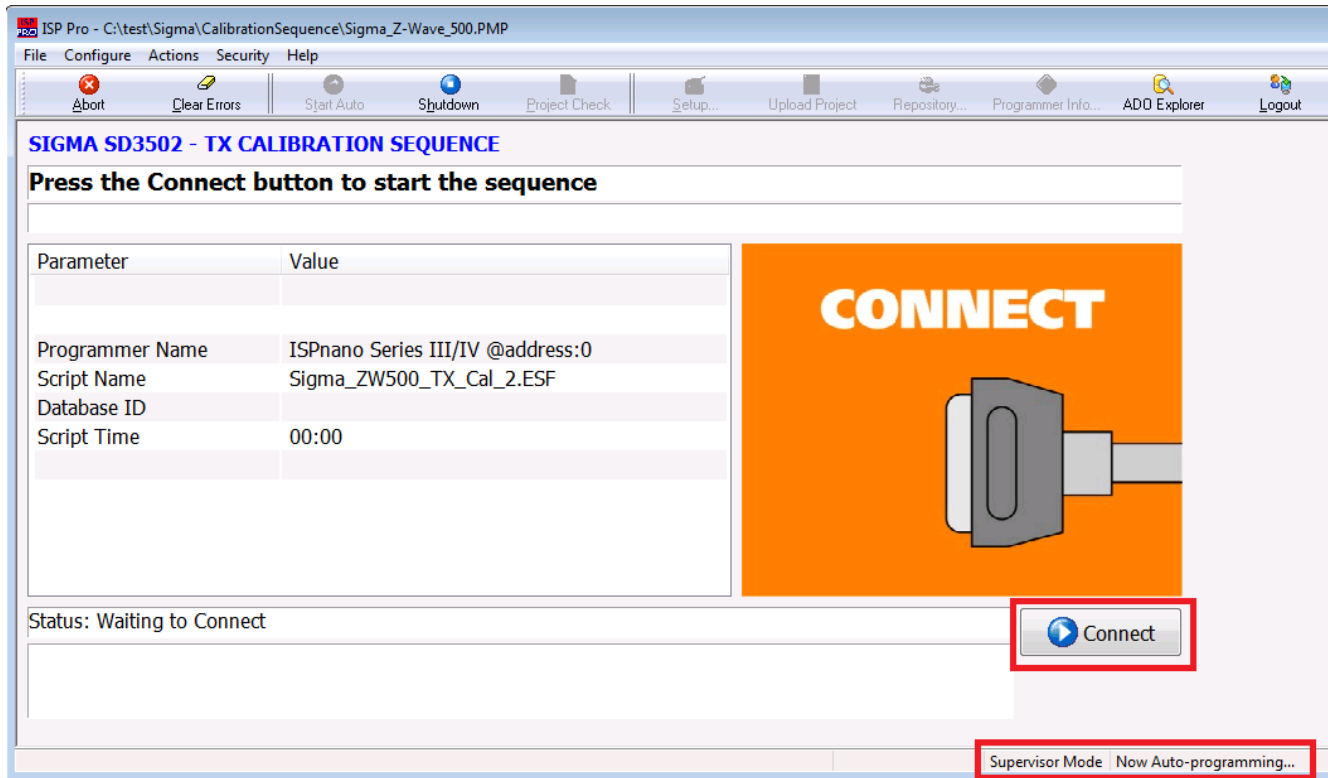 ISP Pro - C:\test\Sigma\CalibrationSequence\Sigma_Z-Wave_500.PMP
File Configure Actions Security Help
Abort Clear Errors Start Auto Shutdown Project Check Setup... Upload Project Repository... Programmer Info... ADO Explorer Logout
SIGMA SD3502 - TX CALIBRATION SEQUENCE
Press the Connect button to start the sequence
Parameter Value
CONNECT
Programmer Name ISPnano Series III/IV @address:0
Script Name Sigma_ZW500_TX_Cal_2.ESF
Database ID
Script Time 00:00
Status: Waiting to Connect
Connect
Supervisor Mode Now Auto-programming...